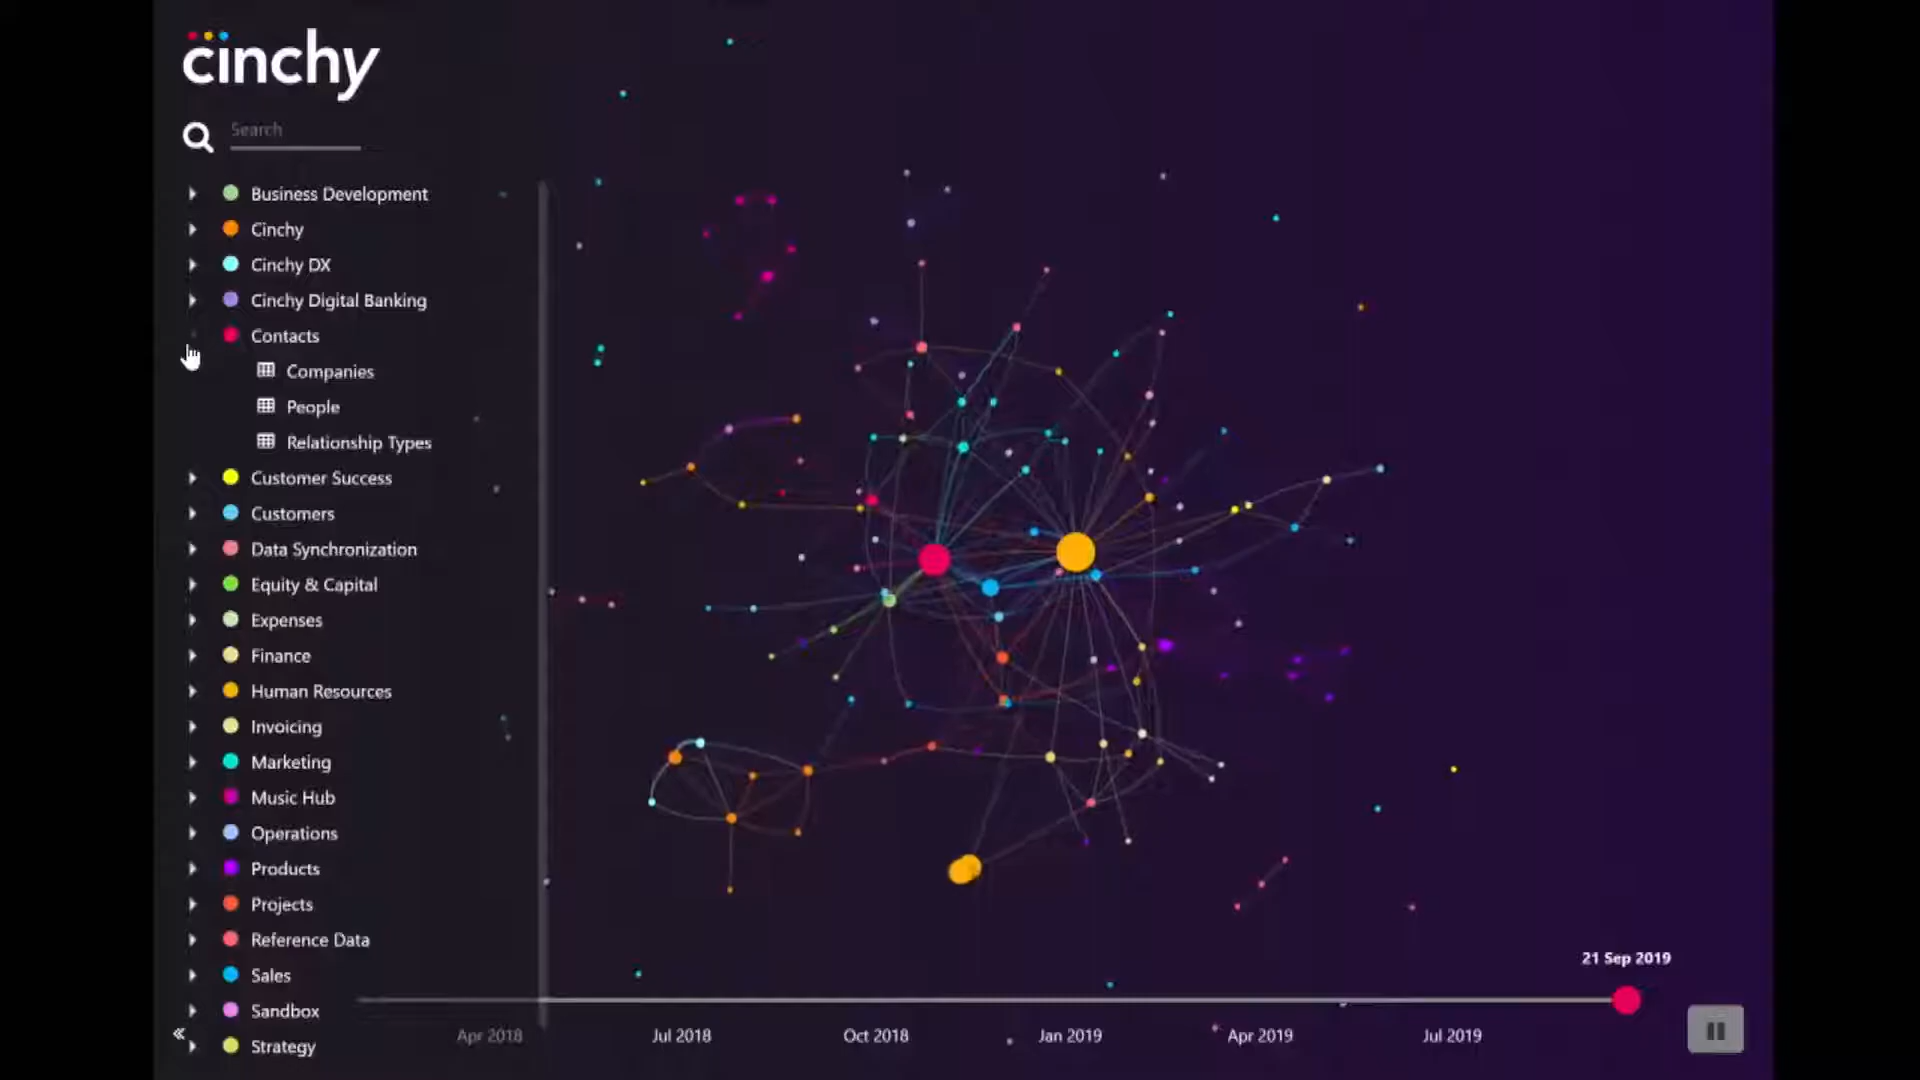 cinchy
Search
Business Development
Cinchy
Cinchy DX
Cinchy Digital Banking
Contacts
Companies
People
Relationship Types
Customer Success
Customers
Data Synchronization
Equity & Capital
Expenses
Finance
Human Resources
Invoicing
Marketing
Music Hub
Operations
Products
Projects
Reference Data
Sales
Sandbox
Strategy
21 Sep 2019
Apr 2018
Jul 2018
Oct 2018
Jan 2019
Apr 2019
Jul 2019